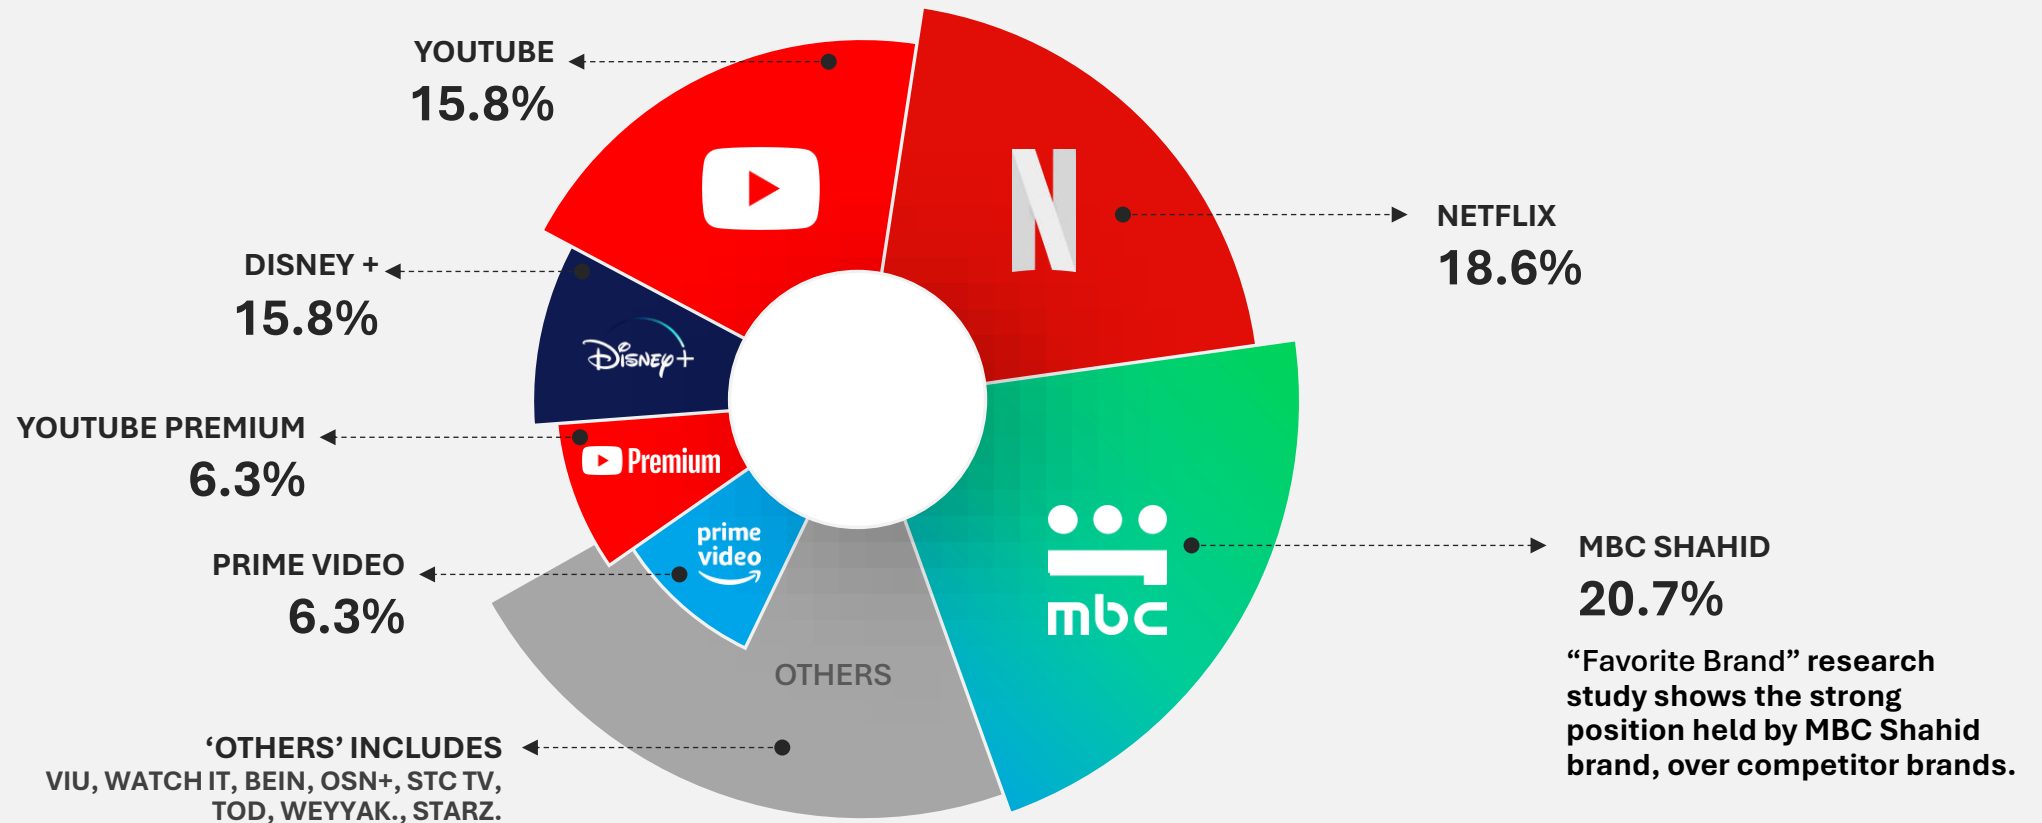 YOUTUBE
15.8%
NETFLIX
18.6%
DISNEY +
15.8%
Disney+
YOUTUBE PREMIUM
6.3%
Premium
PRIME VIDEO
6.3%
prime
video
MBC SHAHID
20.7%
mbc
“Favorite Brand” research
study shows the strong
position held by MBC Shahid
brand, over competitor brands.
OTHERS
‘OTHERS’ INCLUDES
VIU, WATCH IT, BEIN, OSN+, STC TV,
TOD, WEYYAK., STARZ.